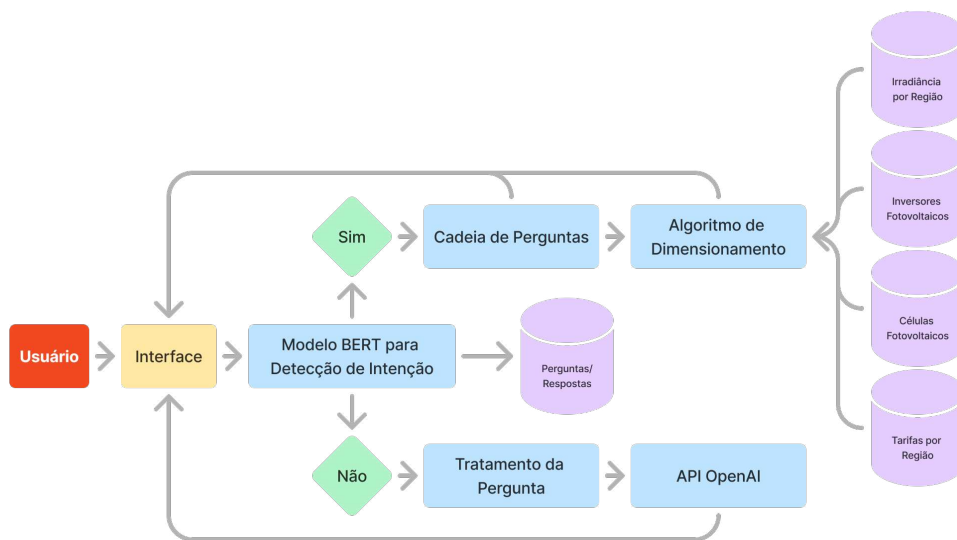 Irradiância
por Região
Inversores
Fotovoltaicos
Sim
Cadeia de Perguntas
Algoritmo de
Dimensionamento
Células
Fotovoltaicos
Usuário
Interface
Modelo BERT para
Detecção de Intenção
Perguntas/
Respostas
Tarifas por
Região
Não
Tratamento da
Pergunta
API OpenAI